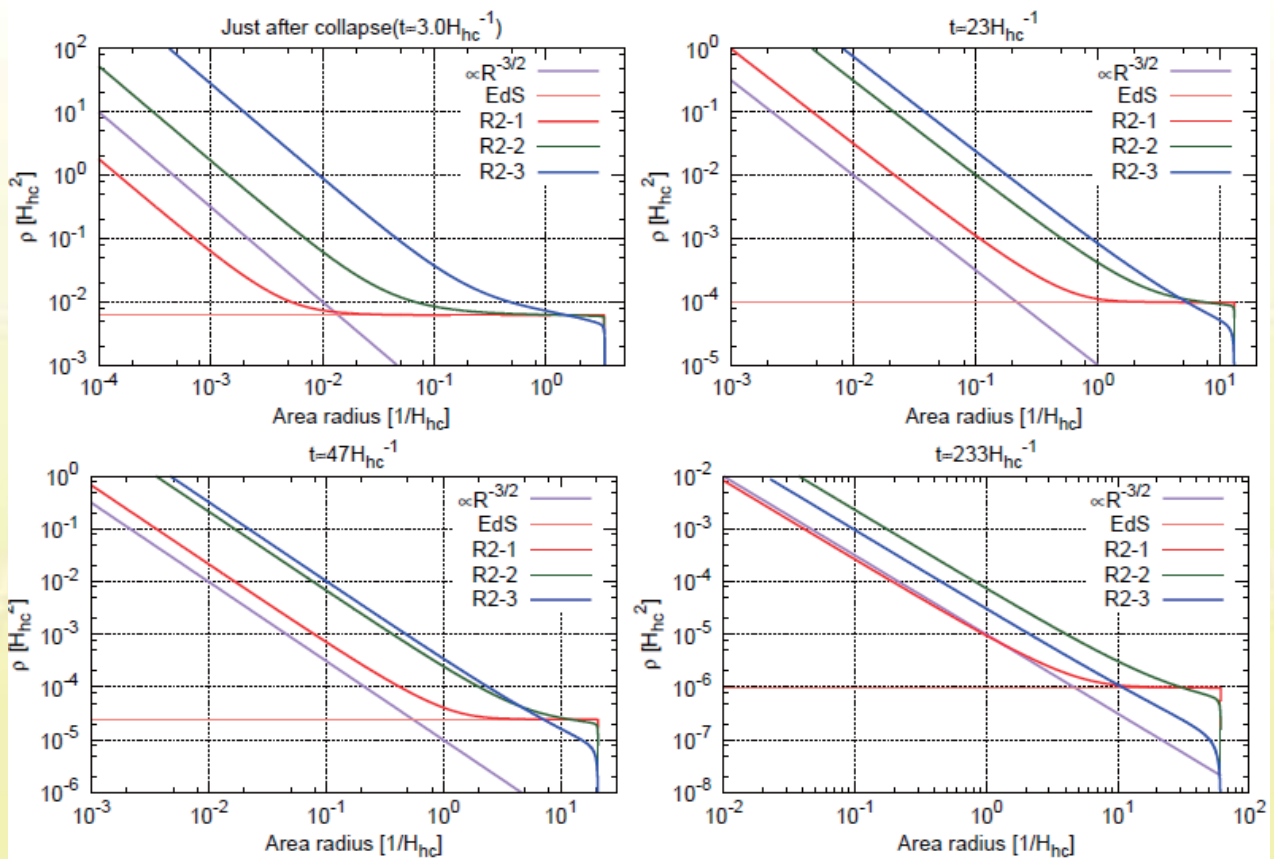 Just after collapse(t=3.0H_hc^-1)
ρ [H_hc^2]
10^2
10^1
10^0
10^-1
10^-2
10^-3
∝R^-3/2
EdS
R2-1
R2-2
R2-3
10^-4 10^-3 10^-2 10^-1 10^0
Area radius [1/H_hc]
t=23H_hc^-1
ρ [H_hc^2]
10^0
10^-1
10^-2
10^-3
10^-4
10^-5
∝R^-3/2
EdS
R2-1
R2-2
R2-3
10^-3 10^-2 10^-1 10^0 10^1
Area radius [1/H_hc]
t=47H_hc^-1
ρ [H_hc^2]
10^0
10^-1
10^-2
10^-3
10^-4
10^-5
10^-6
∝R^-3/2
EdS
R2-1
R2-2
R2-3
10^-3 10^-2 10^-1 10^0 10^1
Area radius [1/H_hc]
t=233H_hc^-1
ρ [H_hc^2]
10^-2
10^-3
10^-4
10^-5
10^-6
10^-7
10^-8
∝R^-3/2
EdS
R2-1
R2-2
R2-3
10^-2 10^-1 10^0 10^1 10^2
Area radius [1/H_hc]